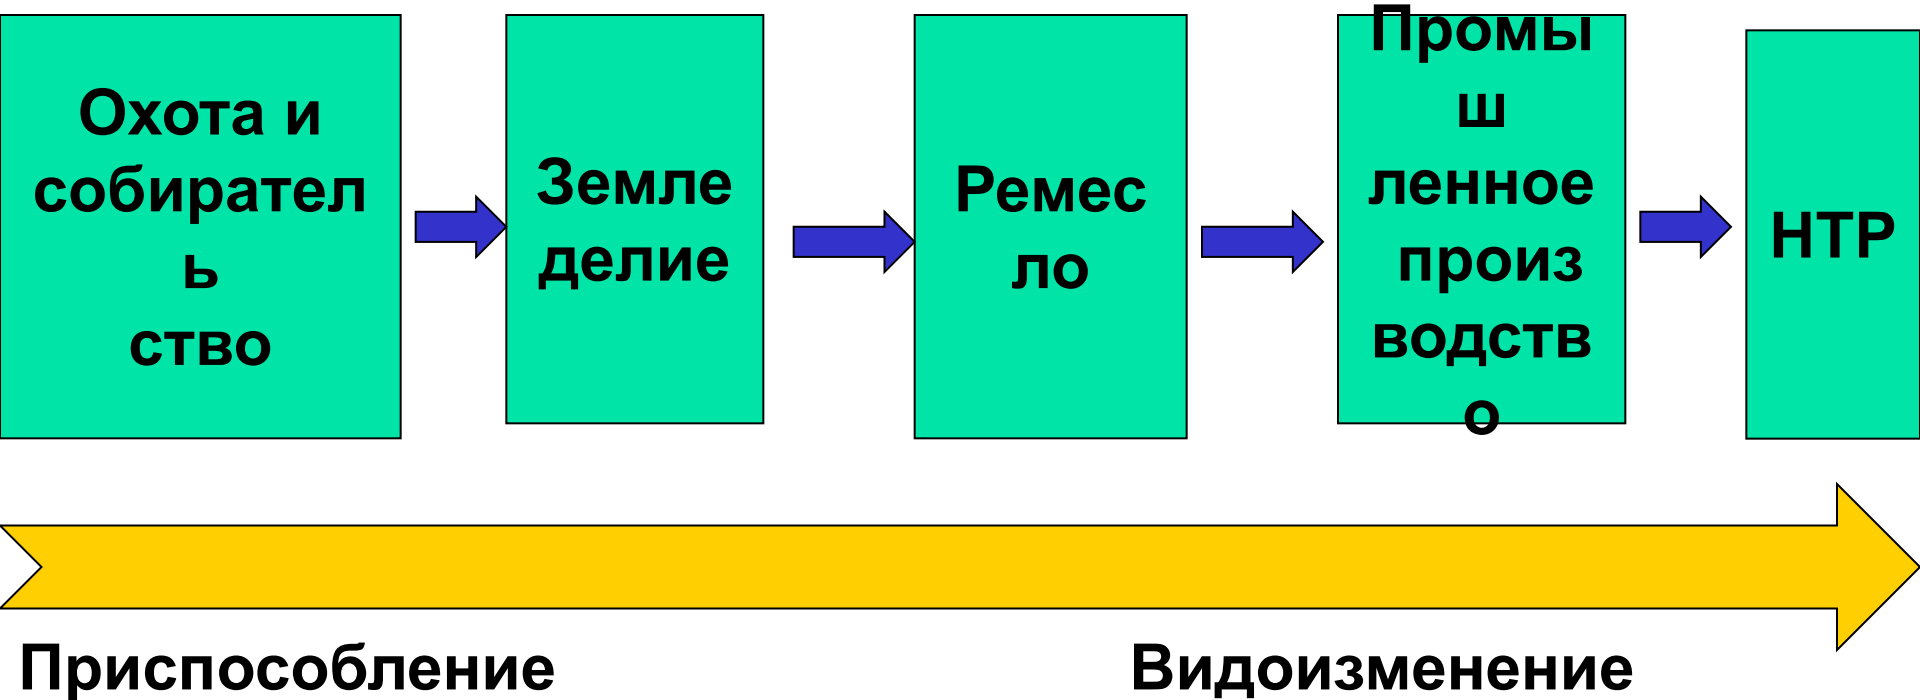 Охота и
собирател
ь
ство
Земле
делие
Ремес
ло
Промы
ш
ленное
произ
водств
о
НТР
Приспособление
Видоизменение